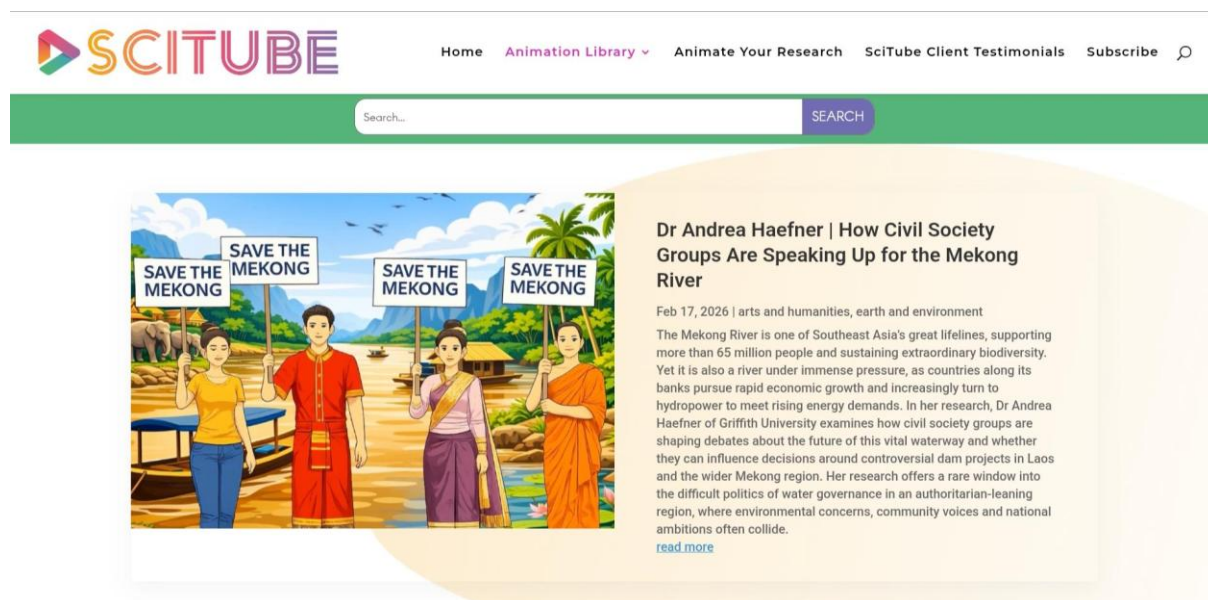 SCITUBE
Home Animation Library Animate Your Research SciTube Client Testimonials Subscribe
Search...
SEARCH
SAVE THE
MEKONG
SAVE THE
MEKONG
SAVE THE
MEKONG
SAVE THE
MEKONG
Dr Andrea Haefner | How Civil Society
Groups Are Speaking Up for the Mekong
River
Feb 17, 2026 | arts and humanities, earth and environment
The Mekong River is one of Southeast Asia's great lifelines, supporting
more than 65 million people and sustaining extraordinary biodiversity.
Yet it is also a river under immense pressure, as countries along its
banks pursue rapid economic growth and increasingly turn to
hydropower to meet rising energy demands. In her research, Dr Andrea
Haefner of Griffith University examines how civil society groups are
shaping debates about the future of this vital waterway and whether
they can influence decisions around controversial dam projects in Laos
and the wider Mekong region. Her research offers a rare window into
the difficult politics of water governance in an authoritarian-leaning
region, where environmental concerns, community voices and national
ambitions often collide.
read more